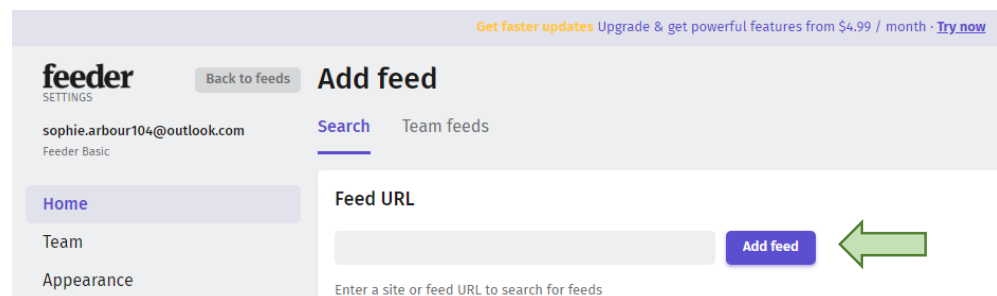 Get faster updates Upgrade & get powerful features from $4.99 / month · Try now
feeder
SETTINGS
Back to feeds
sophie.arbour104@outlook.com
Feeder Basic
Home
Team
Appearance
Add feed
Search Team feeds
Feed URL
Add feed
Enter a site or feed URL to search for feeds